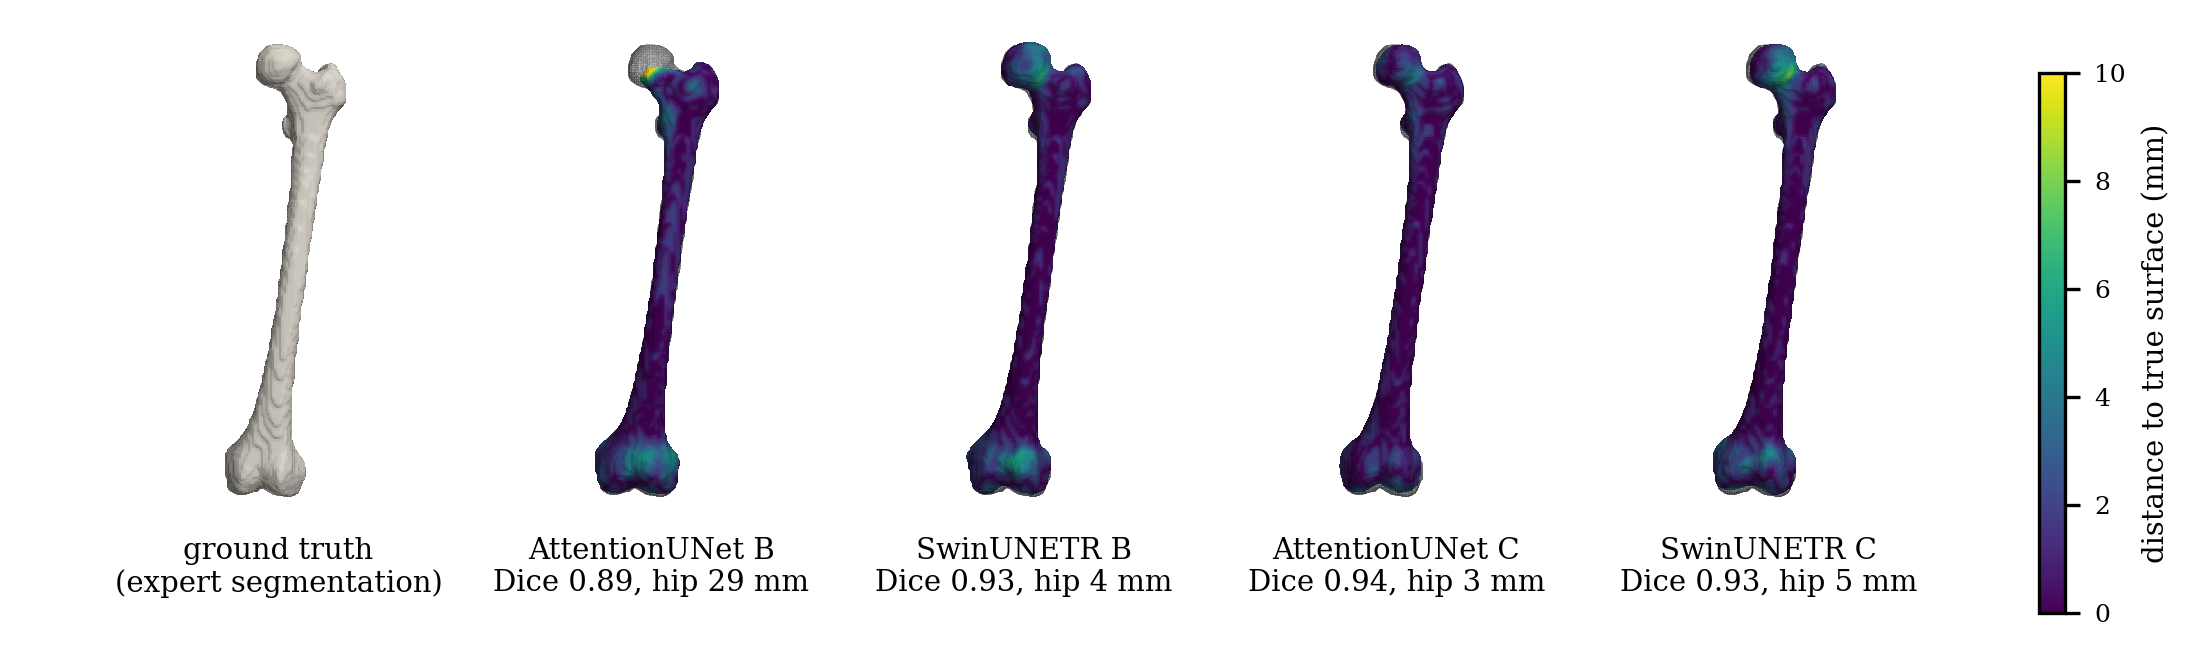 ground truth
(expert segmentation)
AttentionUNet B
Dice 0.89, hip 29 mm
SwinUNETR B
Dice 0.93, hip 4 mm
AttentionUNet C
Dice 0.94, hip 3 mm
SwinUNETR C
Dice 0.93, hip 5 mm
10
8
6
4
2
0
distance to true surface (mm)